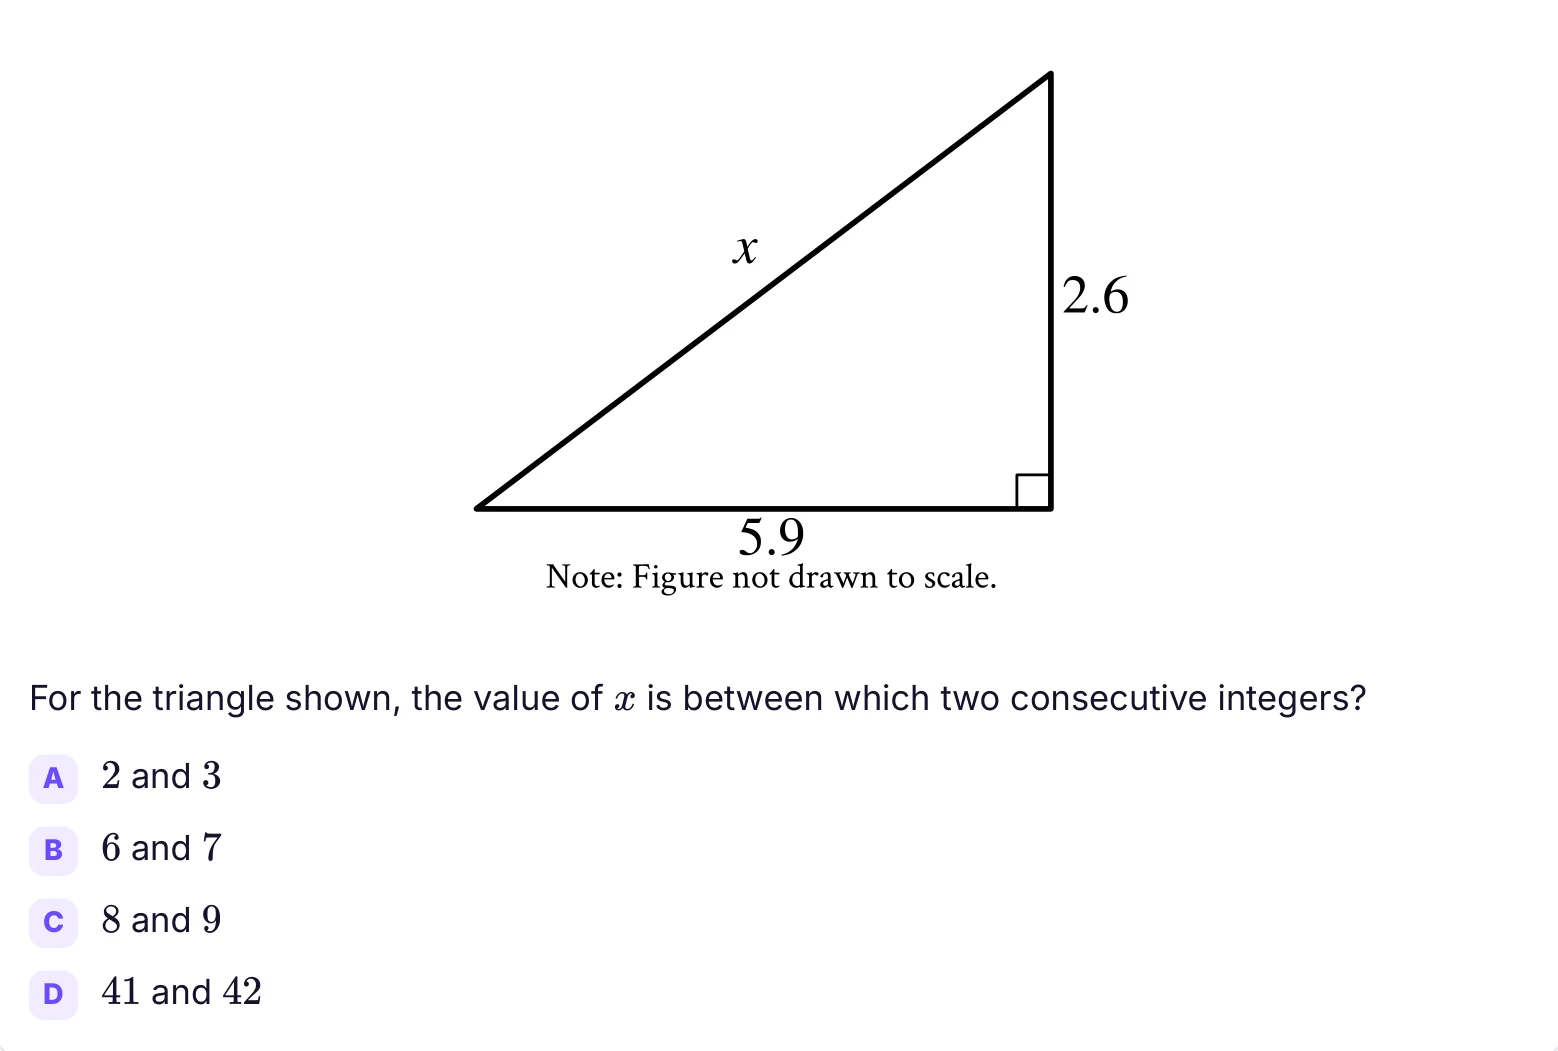 x
2.6
5.9
Note: Figure not drawn to scale.
For the triangle shown, the value of x is between which two consecutive integers?
A 2 and 3
B 6 and 7
C 8 and 9
D 41 and 42